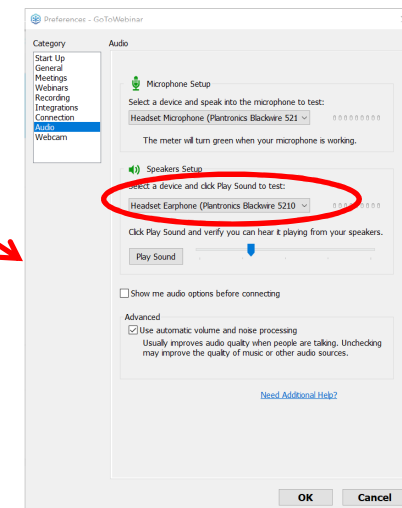 Preferences - GoToWebinar
Category
Audio
Start Up
General
Meetings
Webinars
Recording
Integrations
Connection
Audio
Webcam
Microphone Setup
Select a device and speak into the microphone to test:
Headset Microphone (Plantronics Blackwire 521
The meter will turn green when your microphone is working.
Speakers Setup
Select a device and click Play Sound to test:
Headset Earphone (Plantronics Blackwire 5210
Click Play Sound and verify you can hear it playing from your speakers.
Play Sound
Show me audio options before connecting
Advanced
Use automatic volume and noise processing
Usually improves audio quality when people are talking. Unchecking
may improve the quality of music or other audio sources.
Need Additional Help?
OK Cancel